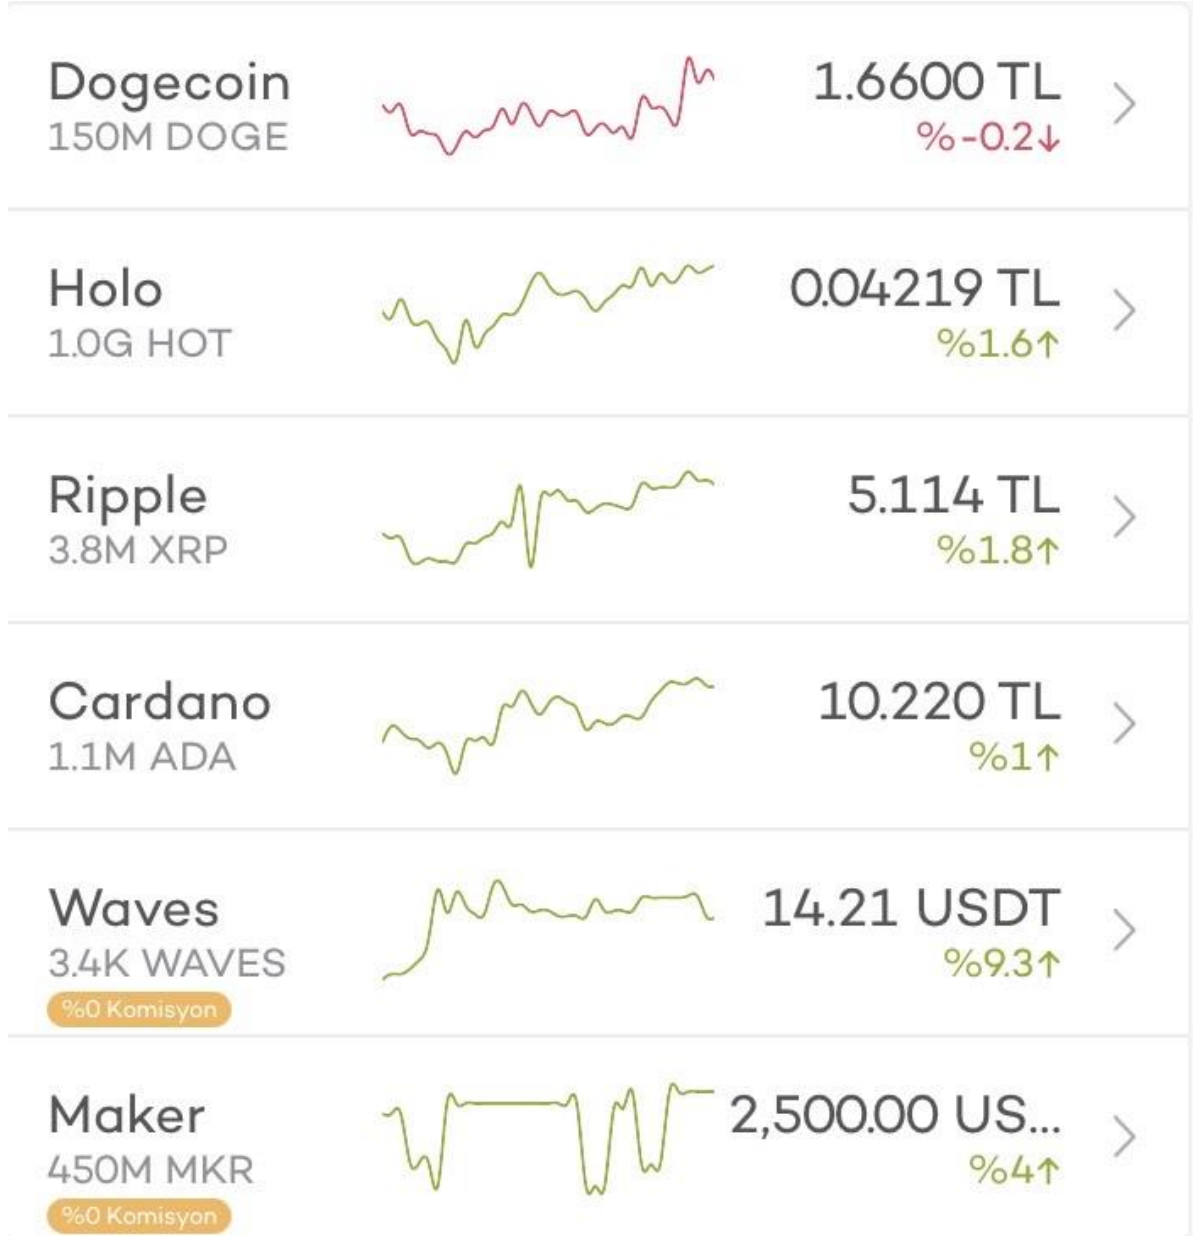 Dogecoin
150M DOGE
1.6600 TL
%-0.2↓
Holo
1.0G HOT
0.04219 TL
%1.6↑
Ripple
3.8M XRP
5.114 TL
%1.8↑
Cardano
1.1M ADA
10.220 TL
%1↑
Waves
3.4K WAVES
%0 Komisyon
14.21 USDT
%9.3↑
Maker
450M MKR
%0 Komisyon
2,500.00 US...
%4↑